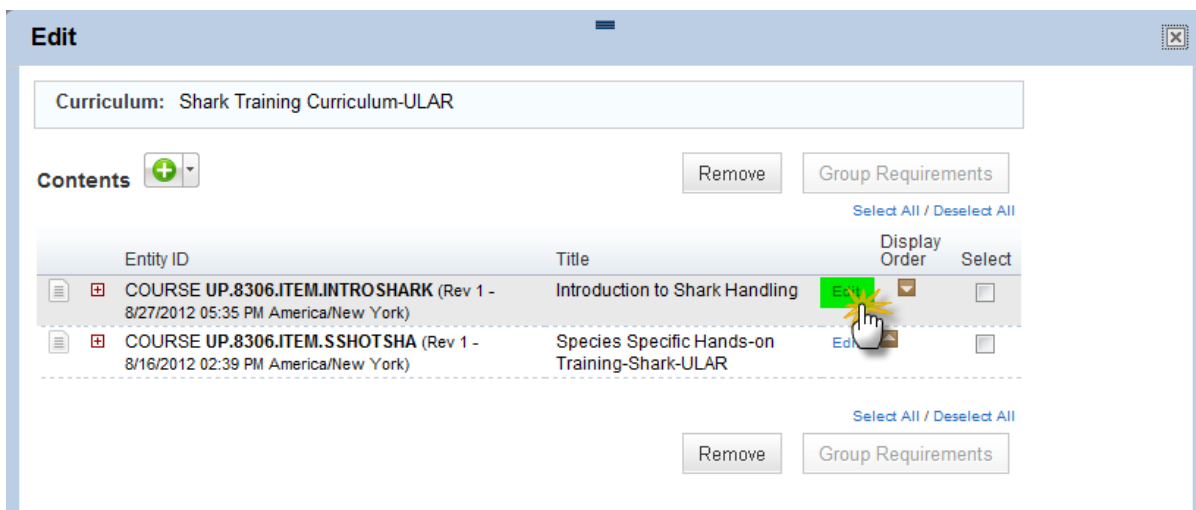 Edit
Curriculum: Shark Training Curriculum-ULAR
Contents
Remove Group Requirements
Select All / Deselect All
Entity ID Title Display Order Select
COURSE UP.8306.ITEM.INTROSHARK (Rev 1 - Introduction to Shark Handling Edit
8/27/2012 05:35 PM America/New York)
COURSE UP.8306.ITEM.SSHOTSHA (Rev 1 - Species Specific Hands-on Edit
8/16/2012 02:39 PM America/New York) Training-Shark-ULAR
Select All / Deselect All
Remove Group Requirements